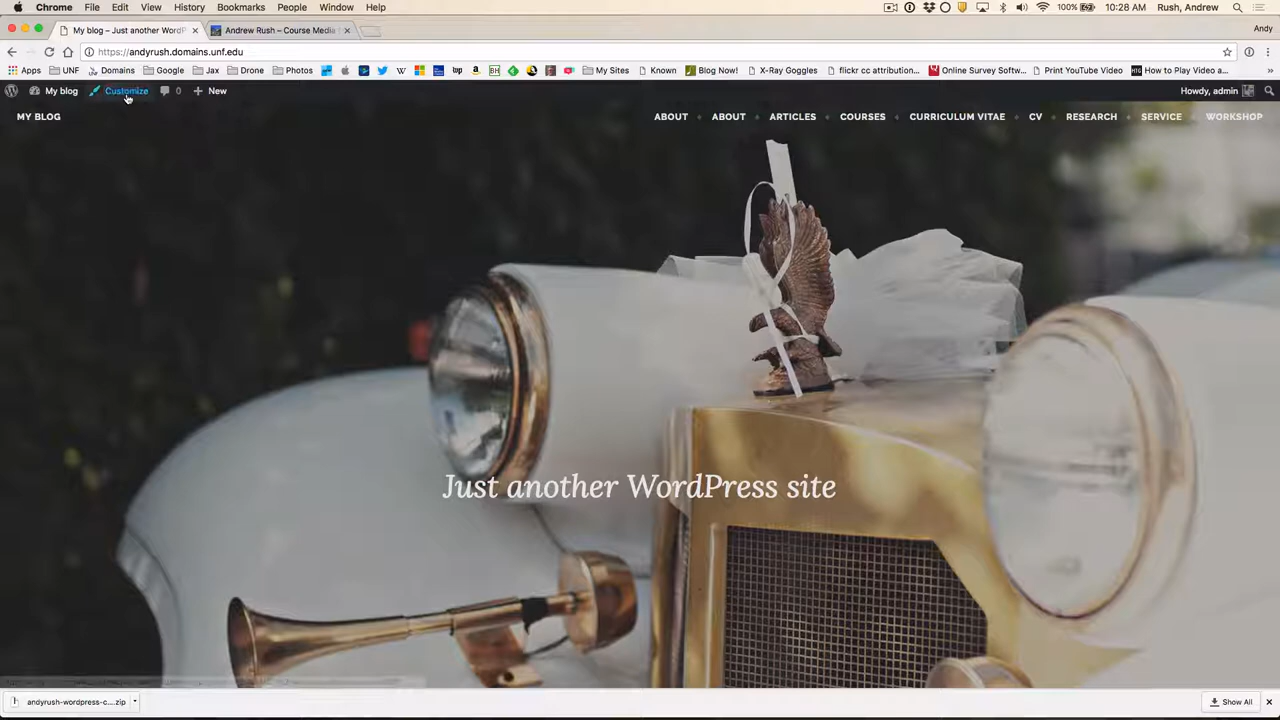 Chrome File Edit View History Bookmarks People Window Help 100% 10:28 AM Rush, Andrew
My blog – Just another WordP × Andrew Rush – Course Media × Andy
https://andyrush.domains.unf.edu
Apps UNF Domains Google Jax Drone Photos My Sites Known Blog Now! X-Ray Goggles flickr cc attribution... Online Survey Softw... Print YouTube Video How to Play Video a...
My blog Customize 0 New Howdy, admin
MY BLOG ABOUT ABOUT ARTICLES COURSES CURRICULUM VITAE CV RESEARCH SERVICE WORKSHOP
Just another WordPress site
andyrush-wordpress-c....zip Show All